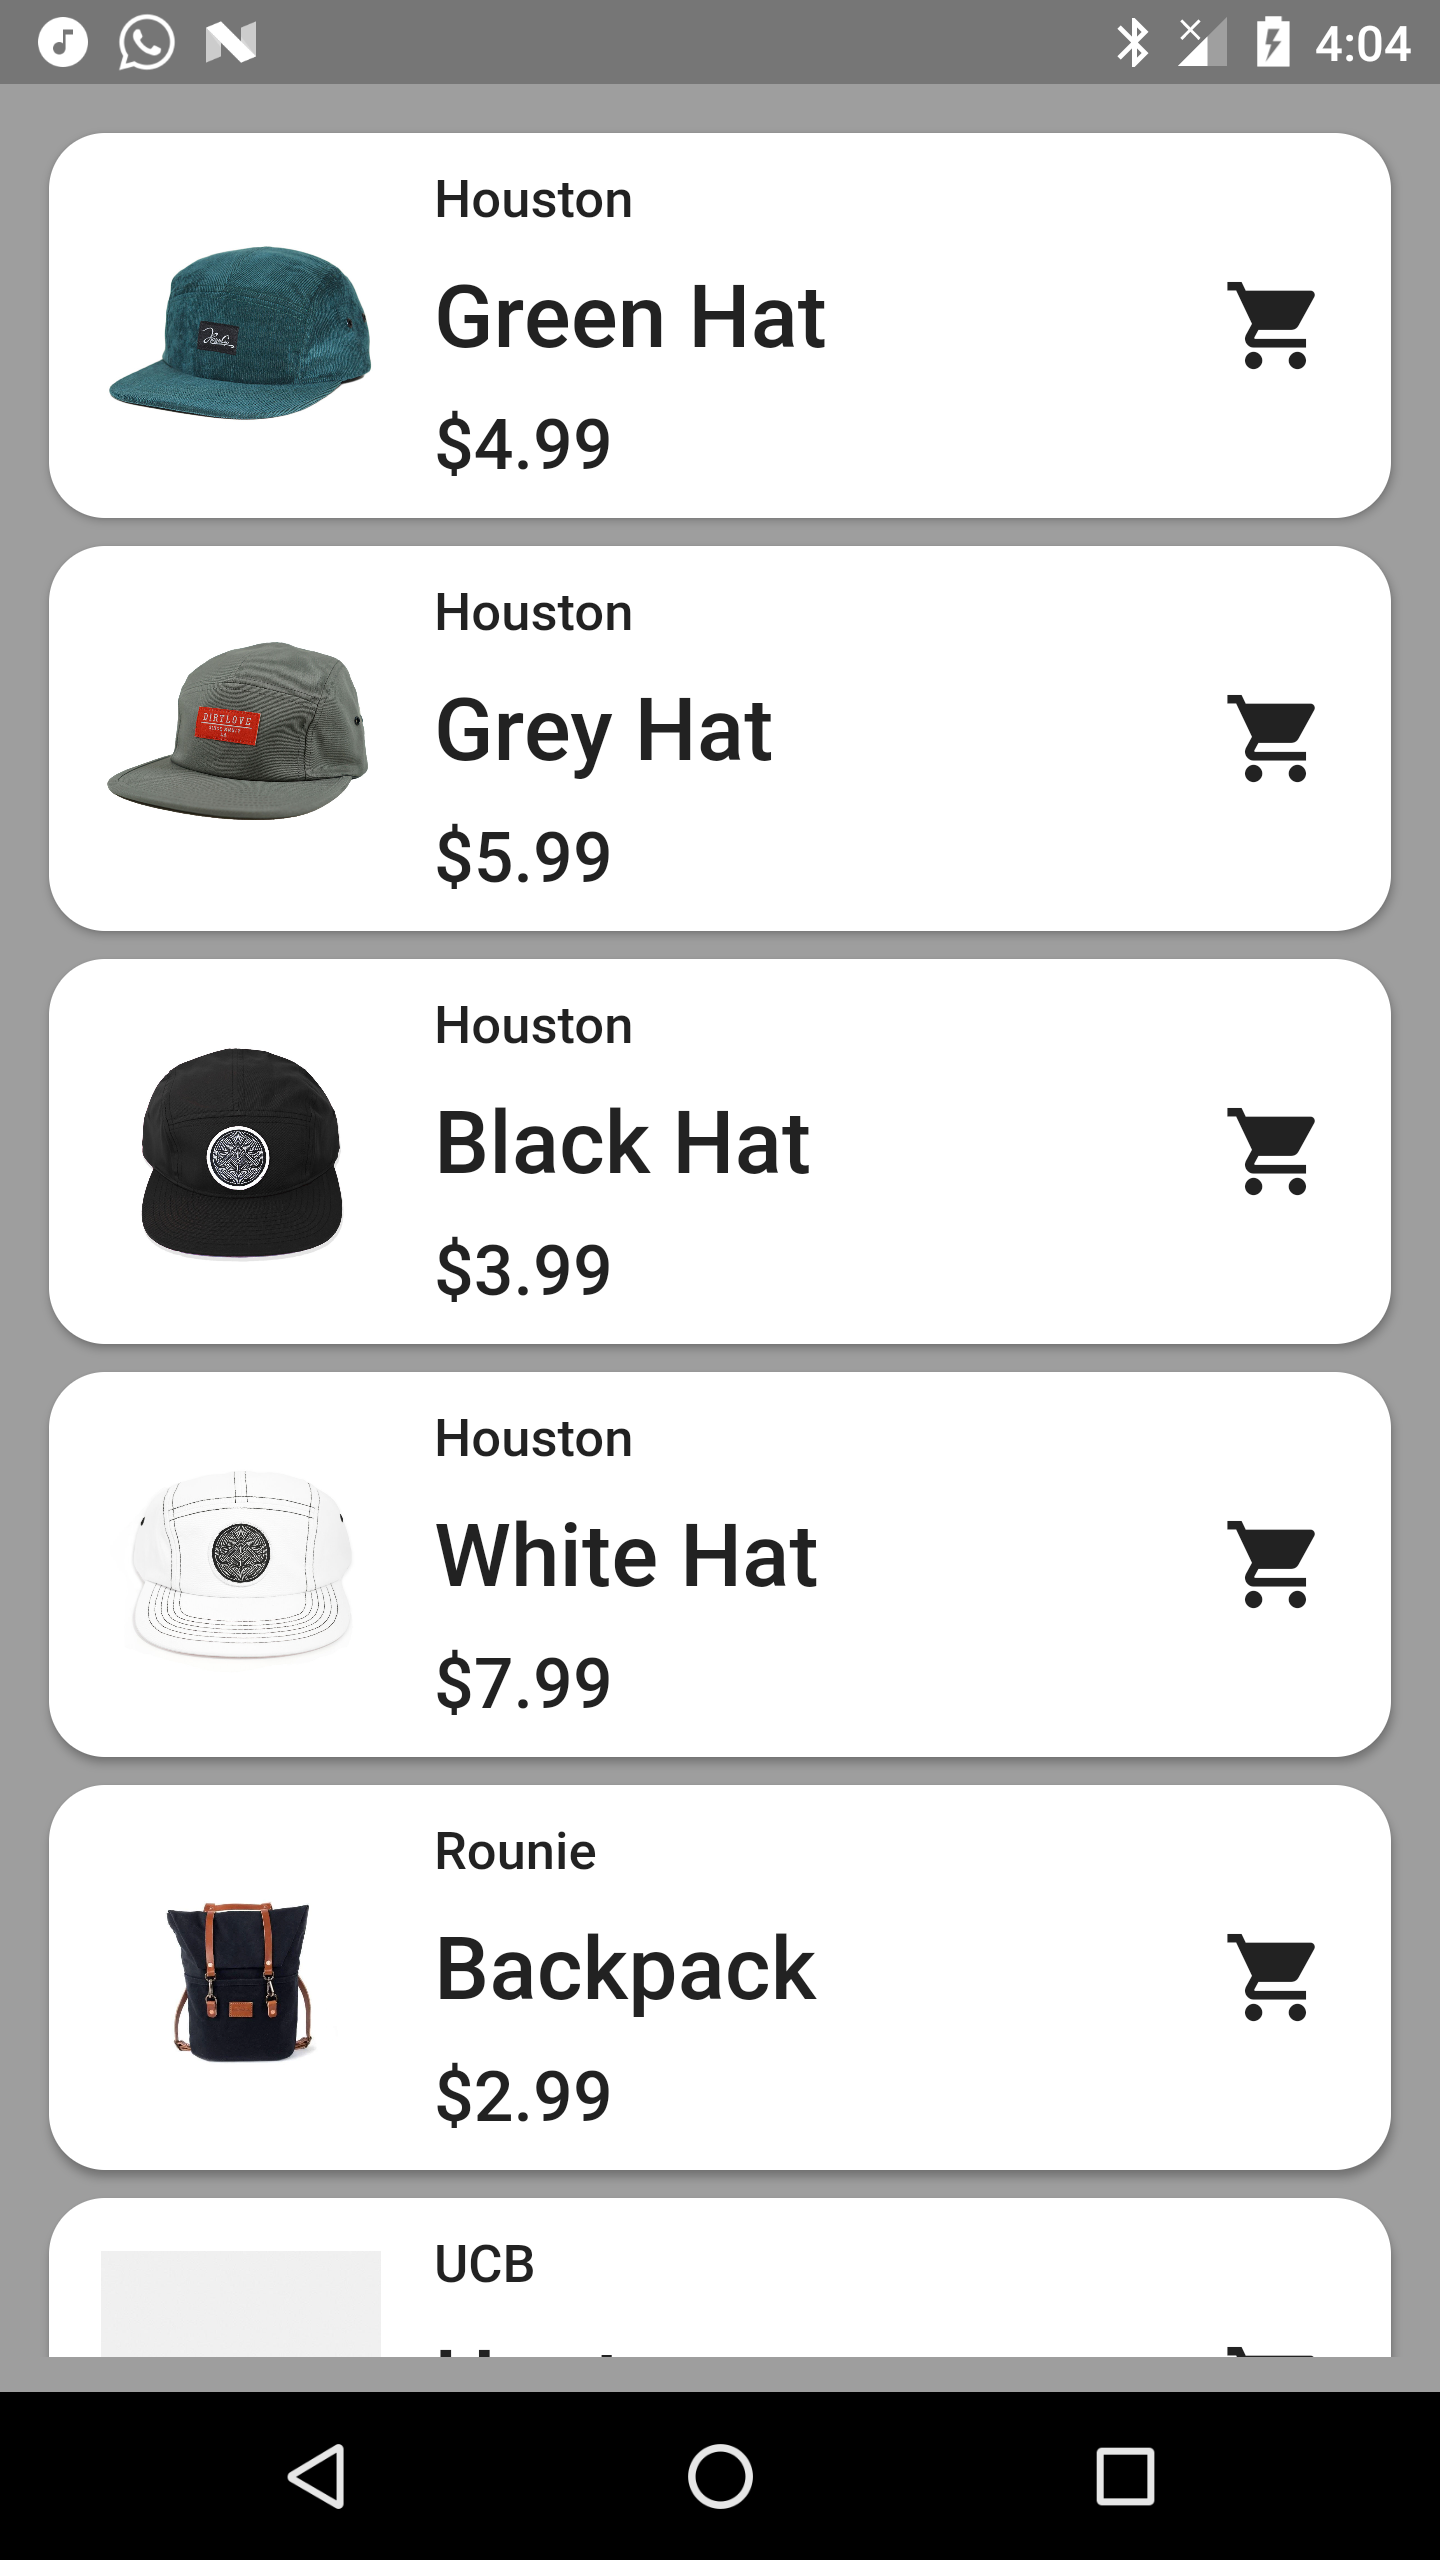 4:04
Houston
Green Hat
$4.99
Houston
DIRTLOVE
Grey Hat
$5.99
Houston
Black Hat
$3.99
Houston
White Hat
$7.99
Rounie
Backpack
$2.99
UCB